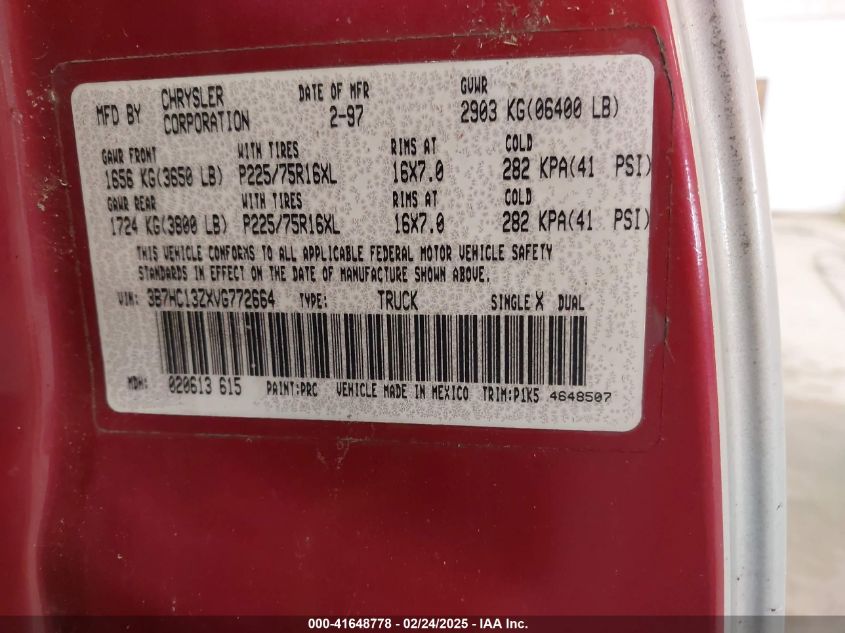 MFD BY CHRYSLER CORPORATION DATE OF MFR 2-97 GVWR 2903 KG(06400 LB)
GAWR FRONT WITH TIRES RIMS AT COLD
1656 KG(3650 LB) P225/75R16XL 16X7.0 282 KPA(41 PSI)
GAWR REAR WITH TIRES RIMS AT COLD
1724 KG(3800 LB) P225/75R16XL 16X7.0 282 KPA(41 PSI)
THIS VEHICLE CONFORMS TO ALL APPLICABLE FEDERAL MOTOR VEHICLE SAFETY
STANDARDS IN EFFECT ON THE DATE OF MANUFACTURE SHOWN ABOVE.
VIN: 3B7HC13ZXVG772664 TYPE: TRUCK SINGLE X DUAL
MDH: 020613 615 PAINT:PRC VEHICLE MADE IN MEXICO TRIM:P1K5 4648507
000-41648778 - 02/24/2025 - IAA Inc.